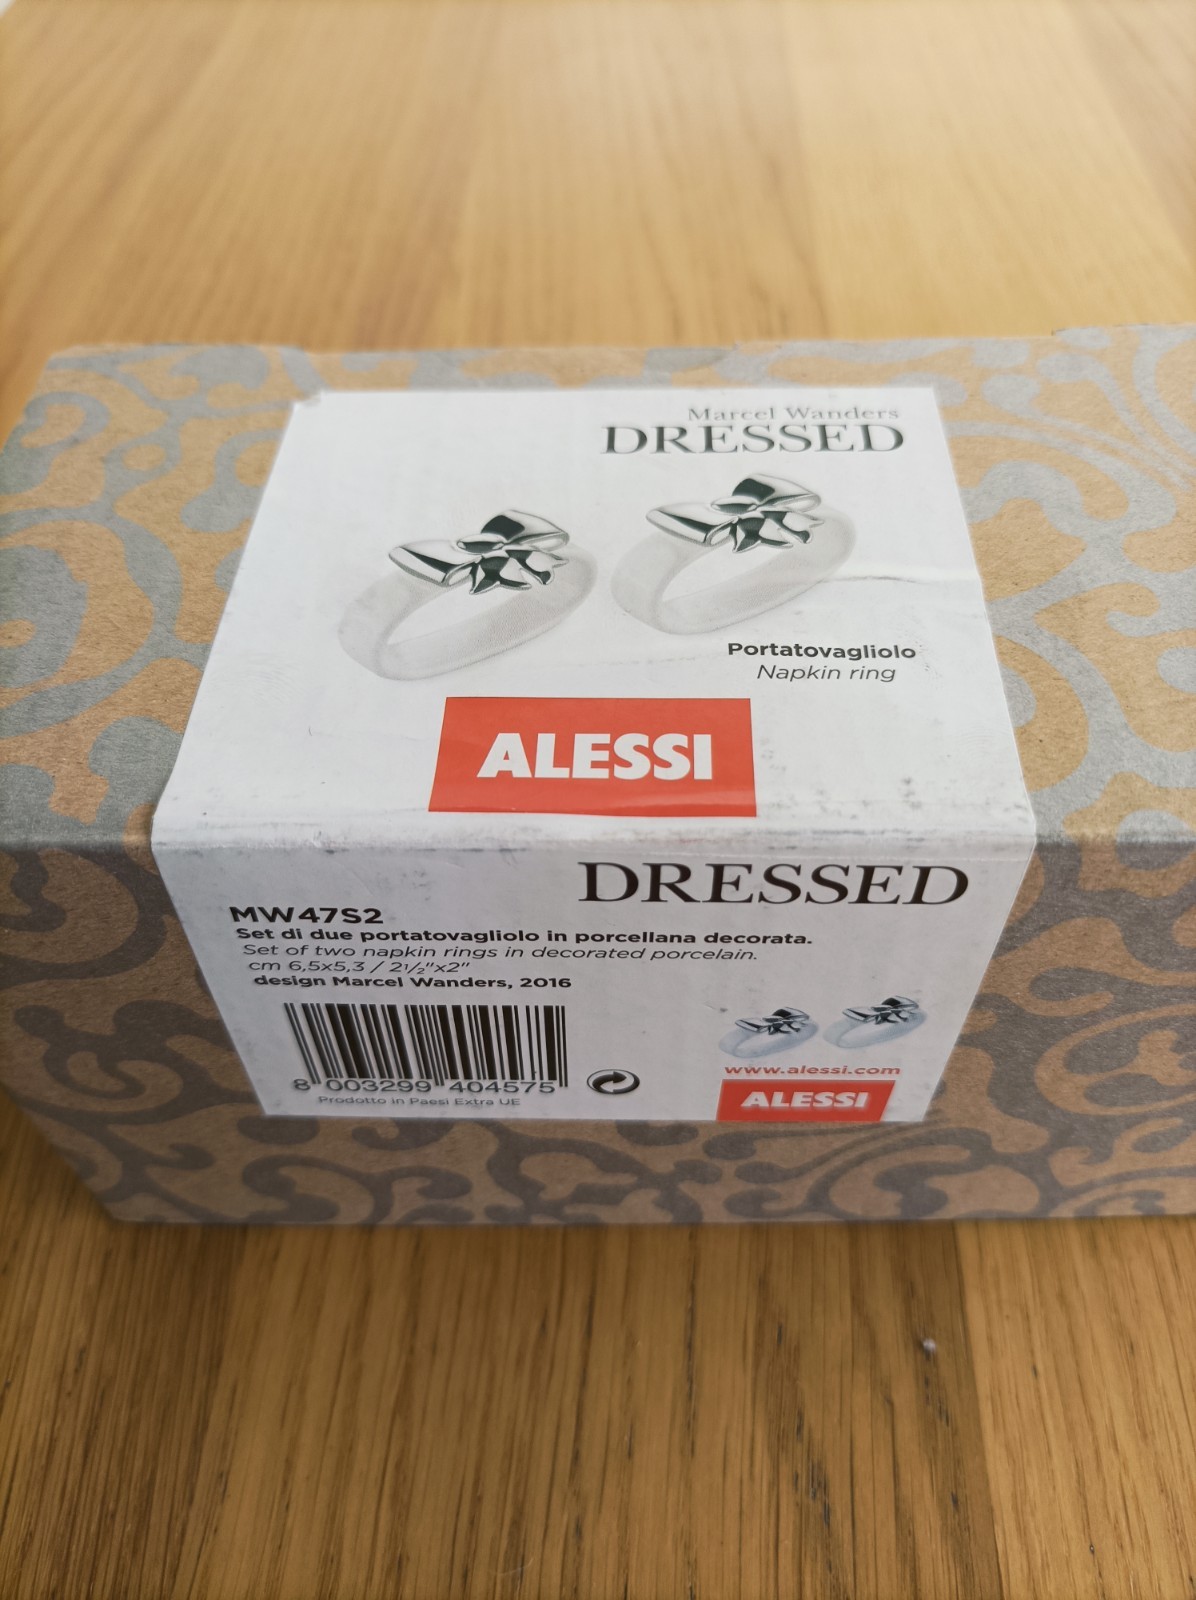 Marcel Wanders
DRESSED
Portatovagliolo
Napkin ring
ALESSI
DRESSED
MW47S2
Set di due portatovagliolo in porcellana decorata.
Set of two napkin rings in decorated porcelain.
cm 6,5x5,3 / 2½"x2"
design Marcel Wanders, 2016
8 003299 404575
Prodotto in Paesi Extra UE
www.alessi.com
ALESSI